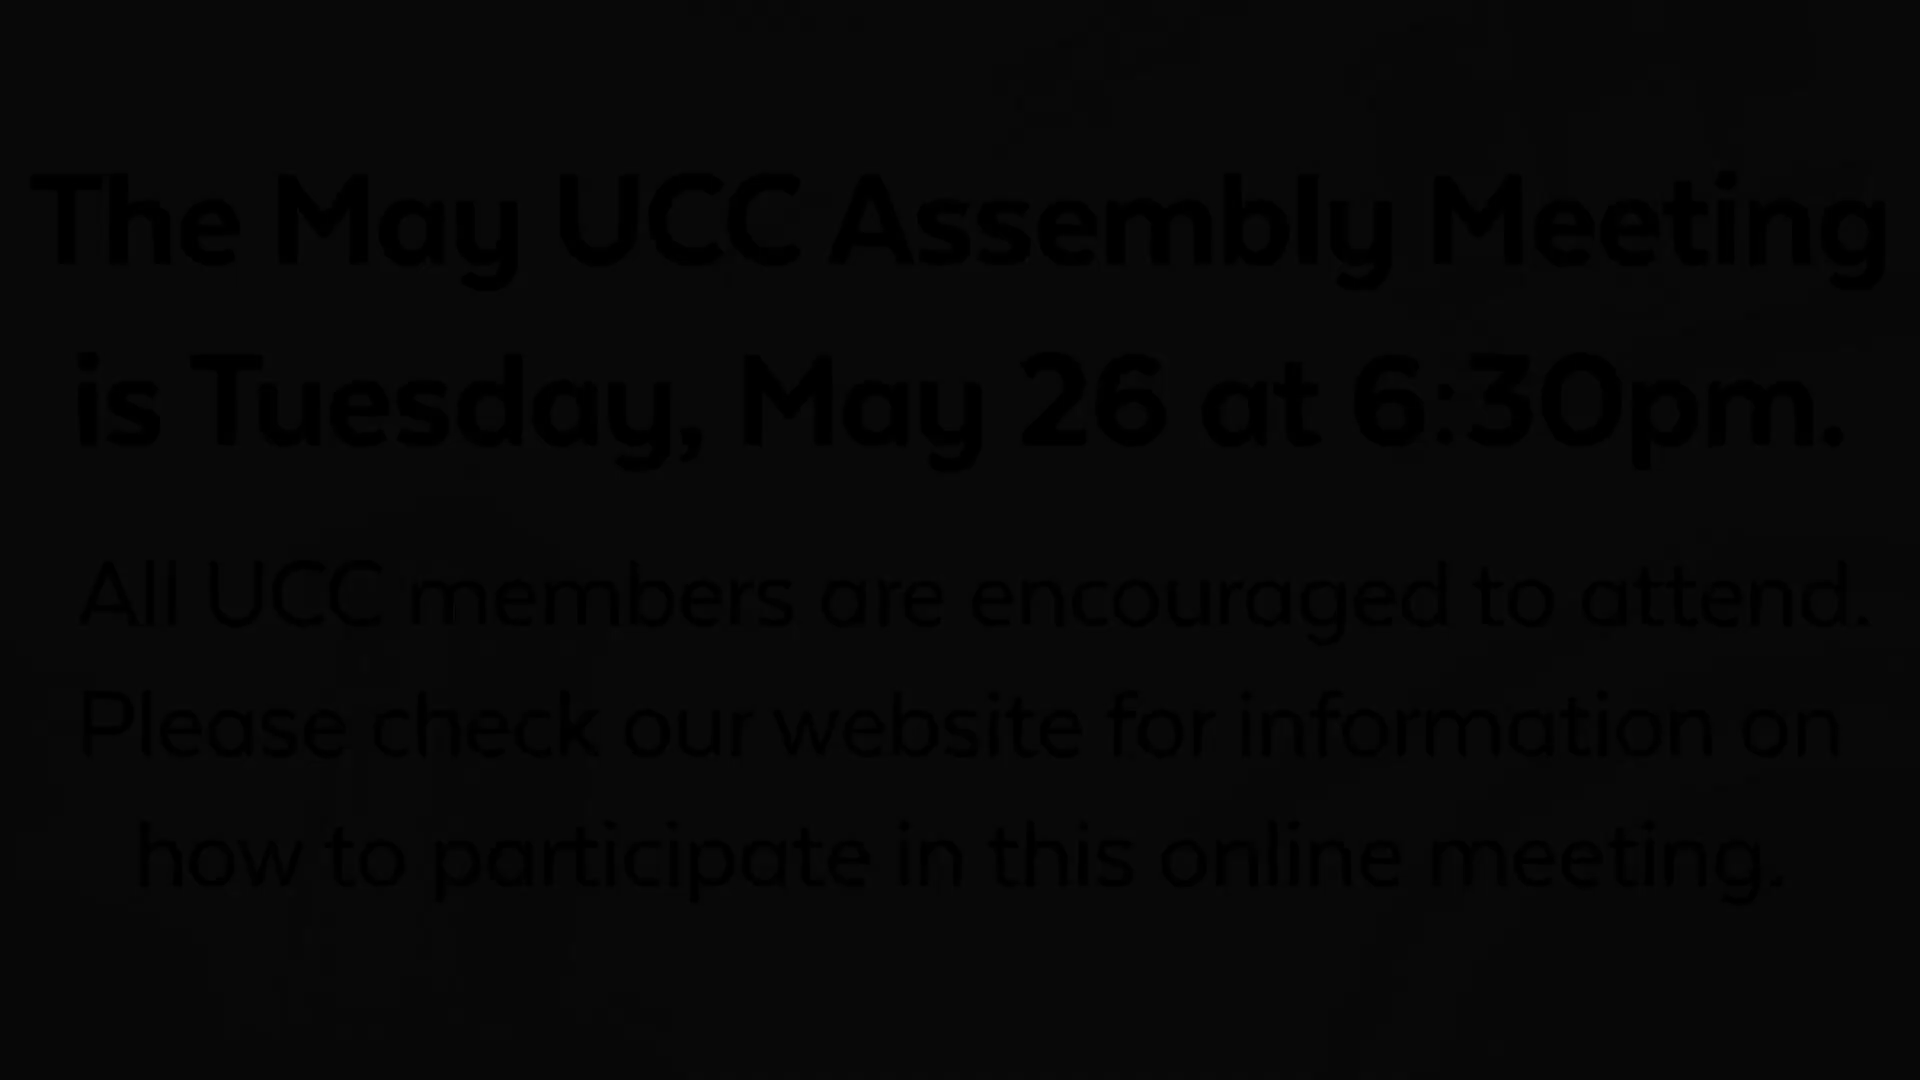 The May UCC Assembly Meeting
is Tuesday, May 26 at 6:30pm.
All UCC members are encouraged to attend.
Please check our website for information on
how to participate in this online meeting.